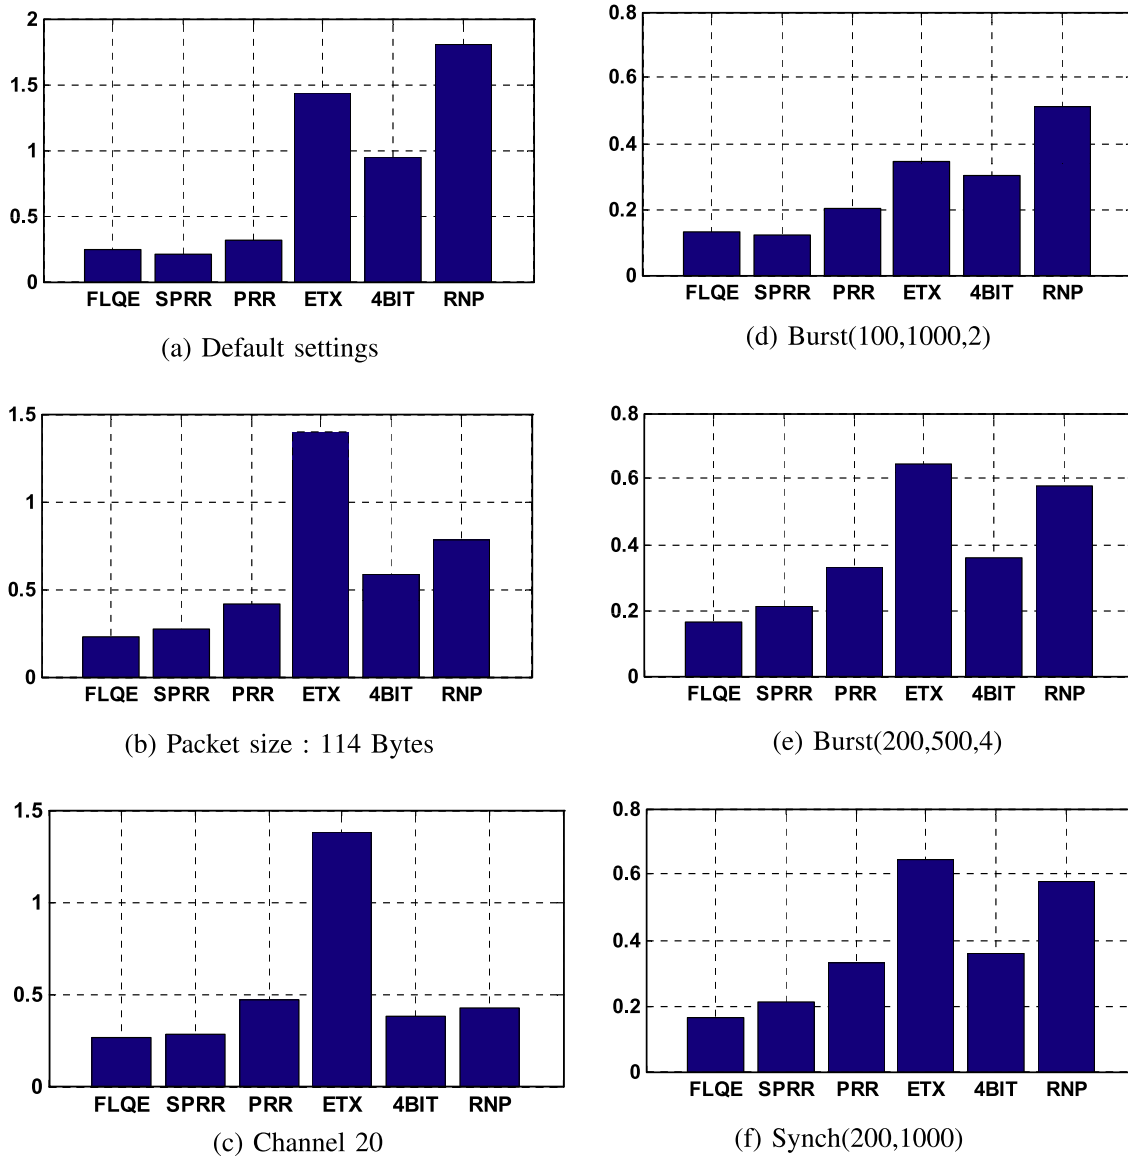 2
1.5
1
0.5
0
FLQE SPRR PRR ETX 4BIT RNP
(a) Default settings
0.8
0.6
0.4
0.2
0
FLQE SPRR PRR ETX 4BIT RNP
(d) Burst(100,1000,2)
1.5
1
0.5
0
FLQE SPRR PRR ETX 4BIT RNP
(b) Packet size : 114 Bytes
0.8
0.6
0.4
0.2
0
FLQE SPRR PRR ETX 4BIT RNP
(e) Burst(200,500,4)
1.5
1
0.5
0
FLQE SPRR PRR ETX 4BIT RNP
(c) Channel 20
0.8
0.6
0.4
0.2
0
FLQE SPRR PRR ETX 4BIT RNP
(f) Synch(200,1000)